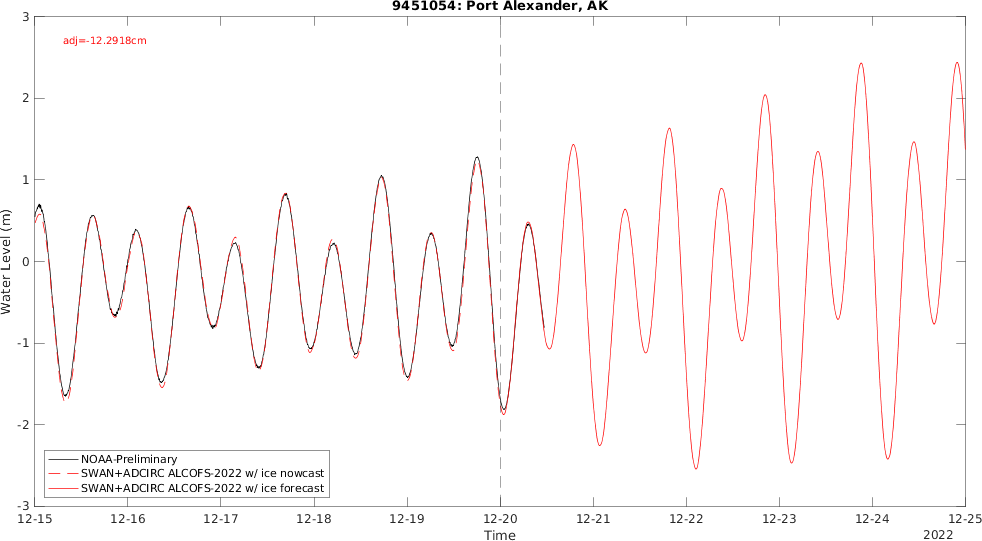 9451054: Port Alexander, AK
adj=-12.2918cm
3
2
1
0
-1
-2
-3
Water Level (m)
NOAA-Preliminary
SWAN+ADCIRC ALCOFS-2022 w/ ice nowcast
SWAN+ADCIRC ALCOFS-2022 w/ ice forecast
12-15 12-16 12-17 12-18 12-19 12-20 12-21 12-22 12-23 12-24 12-25
Time
2022